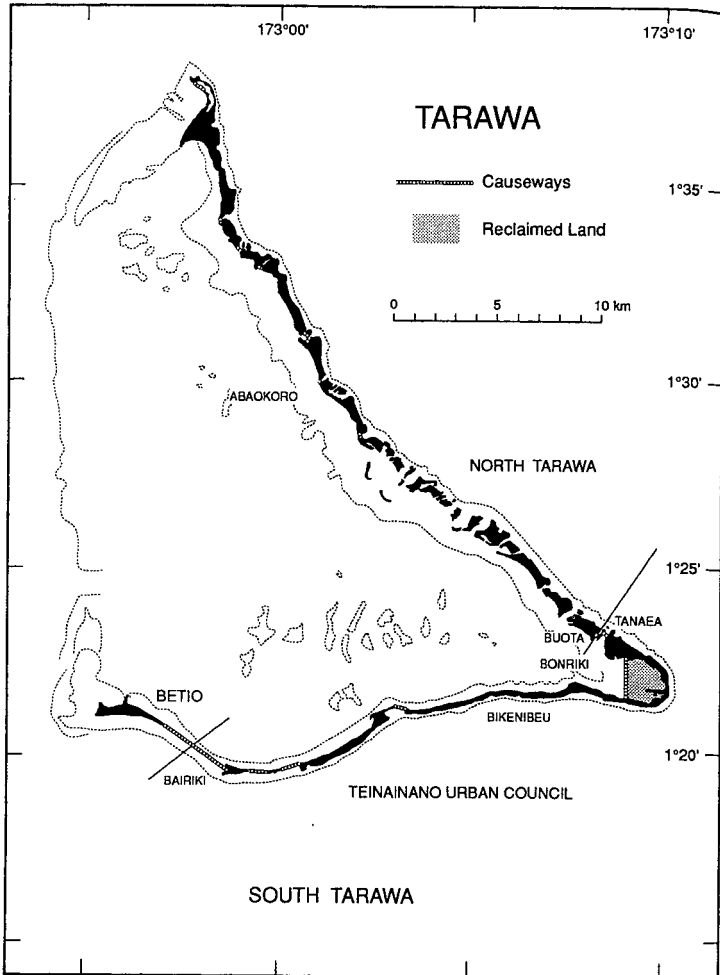 173°00'
173°10'
TARAWA
Causeways
1°35'
Reclaimed Land
0 5 10 km
1°30'
ABAOKORO
NORTH TARAWA
1°25'
TANAEA
BUOTA
BONRIKI
BETIO
BIKENIBEU
1°20'
BAIRIKI
TEINAINANO URBAN COUNCIL
SOUTH TARAWA